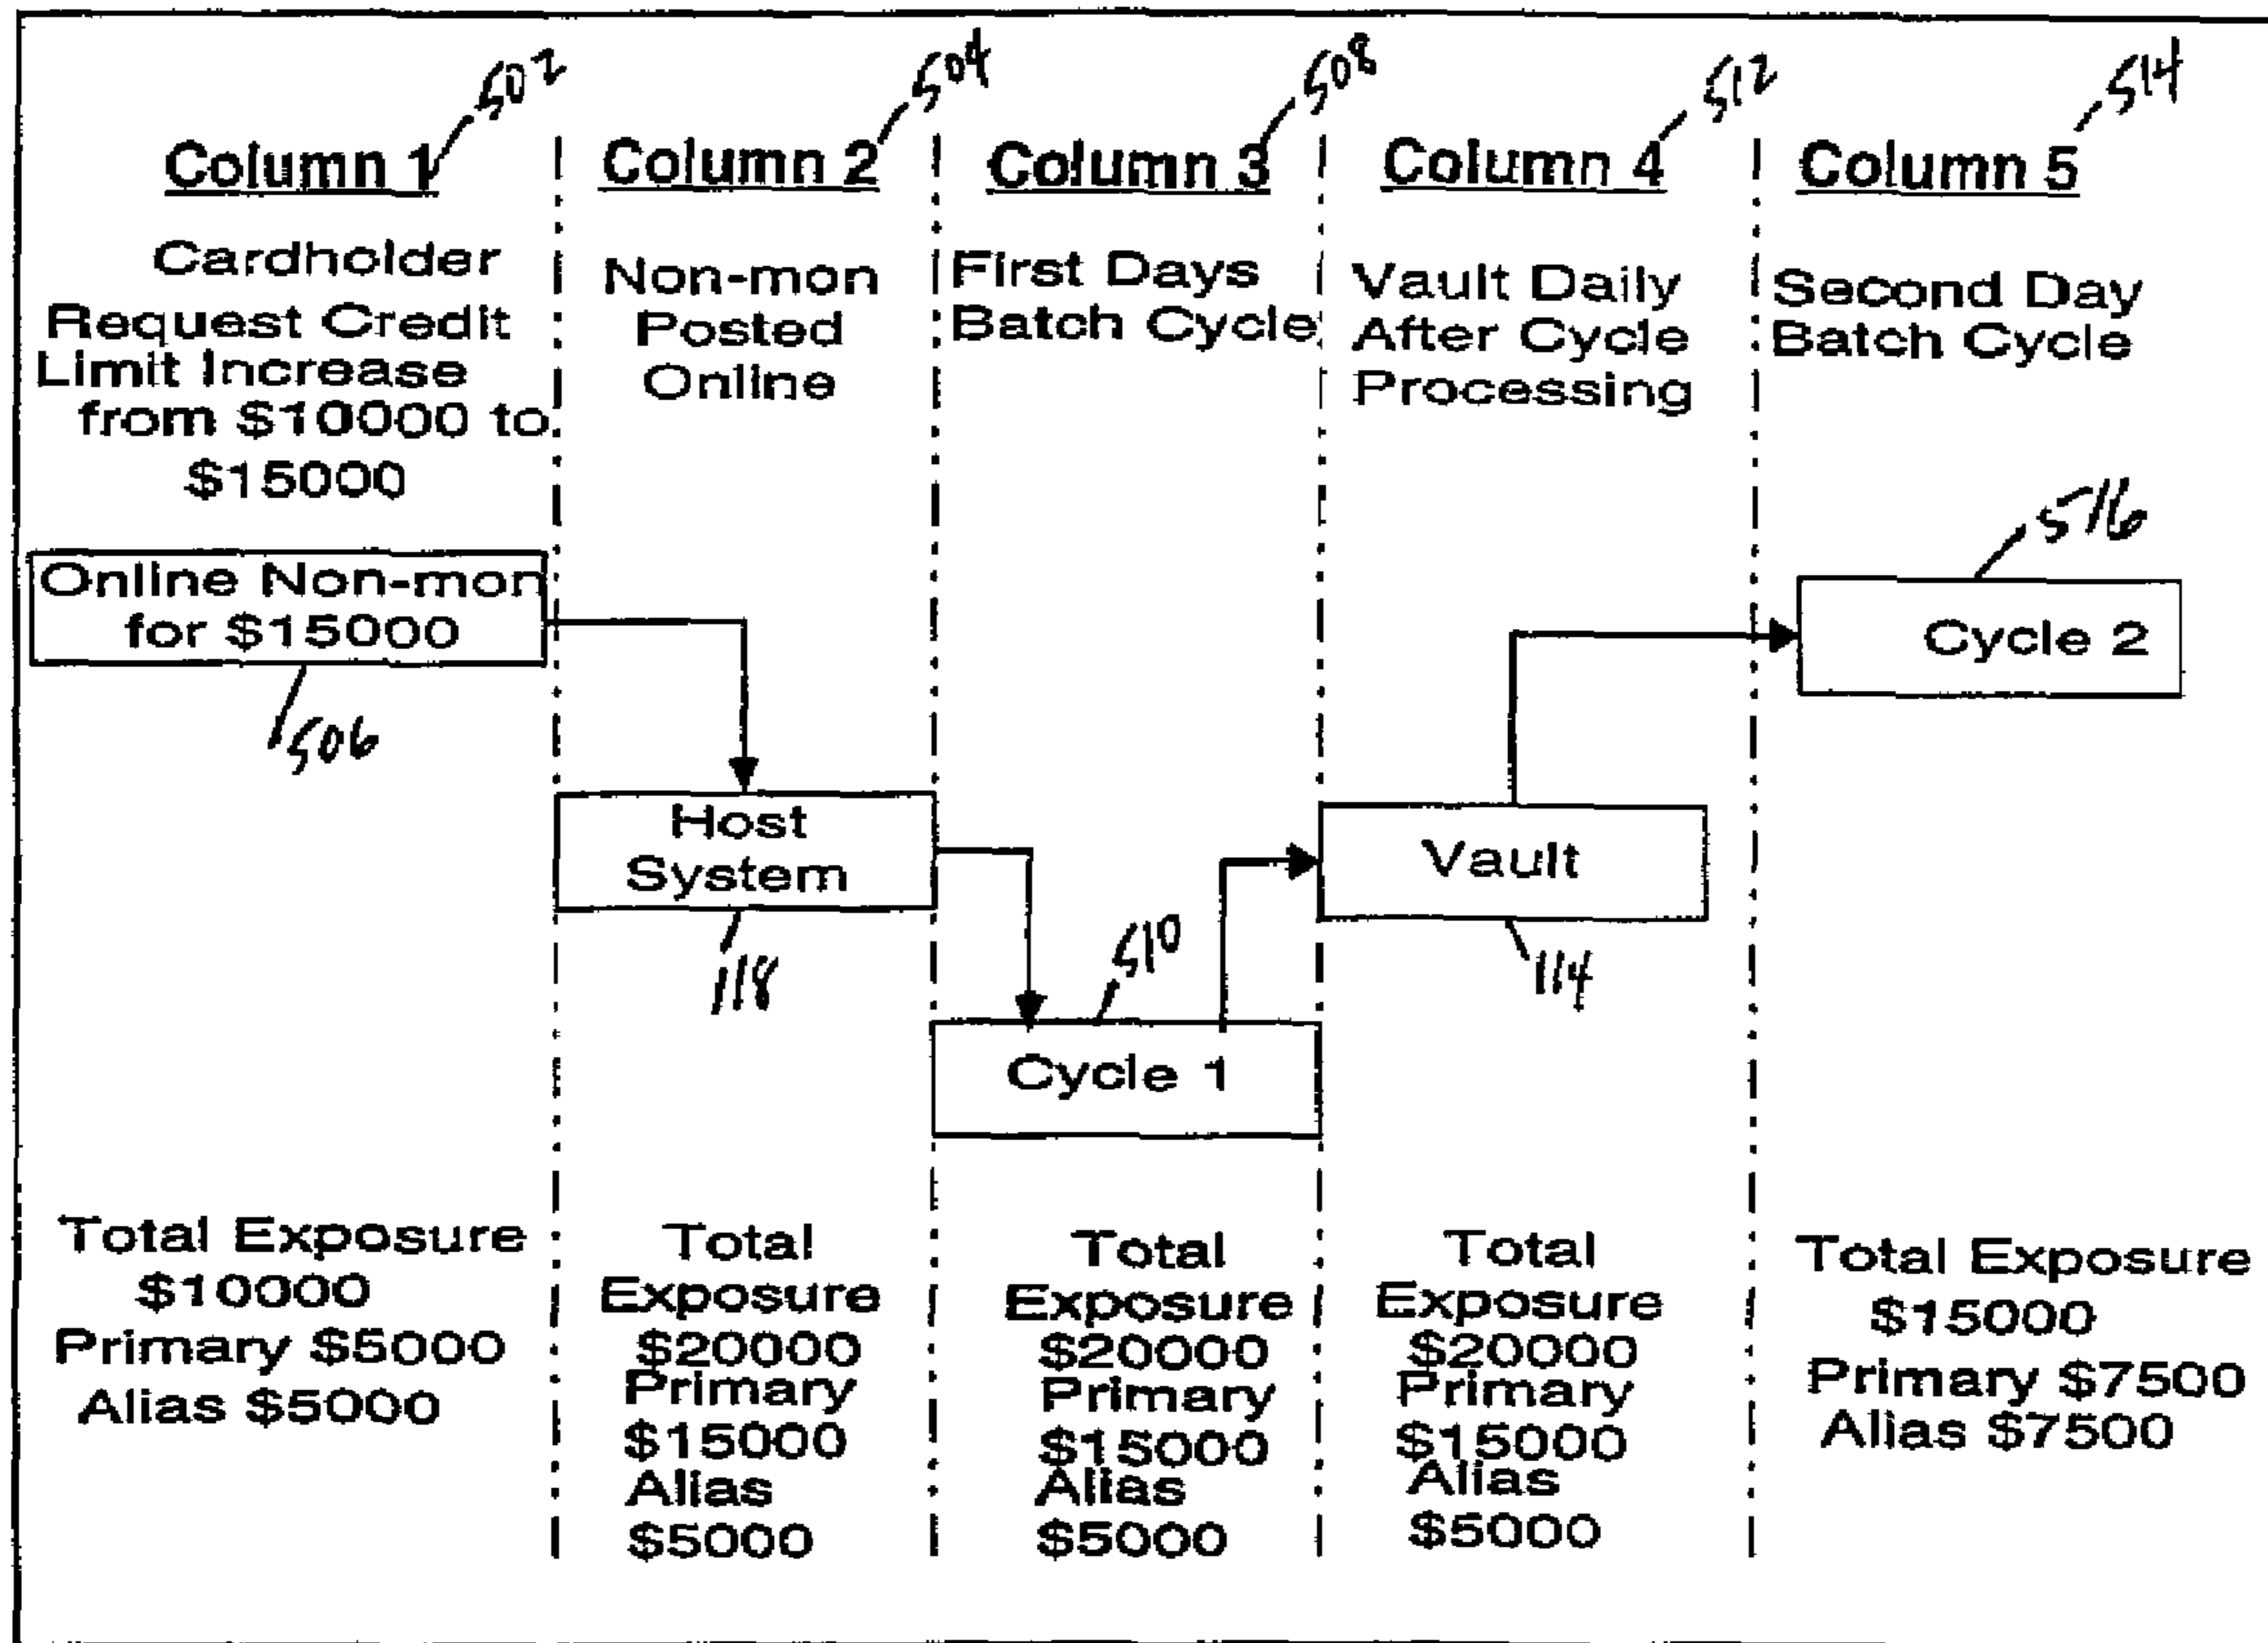 502
504
508
512
514
Column 1
Column 2
Column 3
Column 4
Column 5
Cardholder
Request Credit
Limit Increase
from $10000 to
$15000
Non-mon
Posted
Online
First Days
Batch Cycle
Vault Daily
After Cycle
Processing
Second Day
Batch Cycle
Online Non-mon
for $15000
506
Host
System
118
510
Cycle 1
Vault
114
516
Cycle 2
Total Exposure
$10000
Primary $5000
Alias $5000
Total
Exposure
$20000
Primary
$15000
Alias
$5000
Total
Exposure
$20000
Primary
$15000
Alias
$5000
Total
Exposure
$20000
Primary
$15000
Alias
$5000
Total Exposure
$15000
Primary $7500
Alias $7500